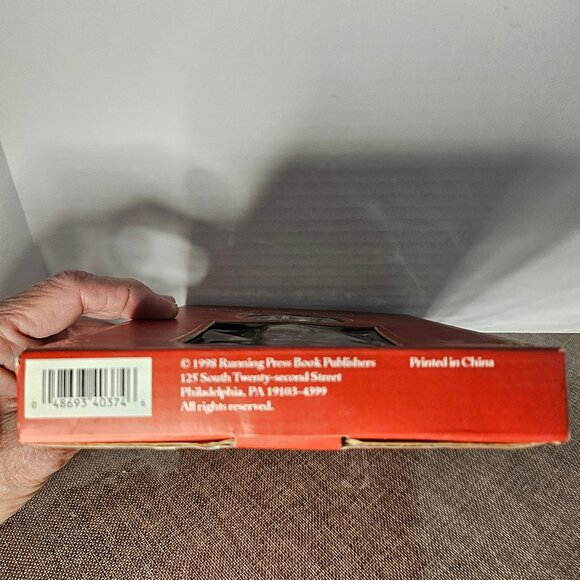 © 1998 Running Press Book Publishers
125 South Twenty-second Street
Philadelphia, PA 19103-4399
All rights reserved.
Printed in China
0 48693 40374 6